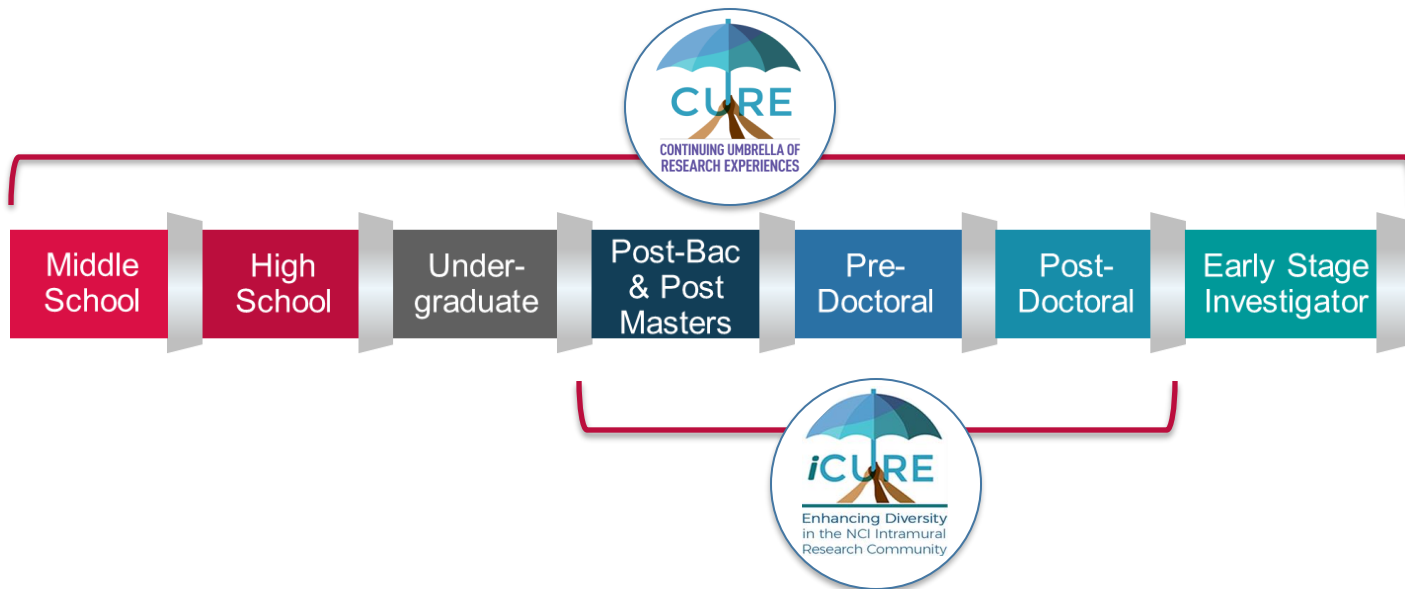 CURE
CONTINUING UMBRELLA OF
RESEARCH EXPERIENCES
Middle
School
High
School
Under-
graduate
Post-Bac
& Post
Masters
Pre-
Doctoral
Post-
Doctoral
Early Stage
Investigator
iCURE
Enhancing Diversity
in the NCI Intramural
Research Community